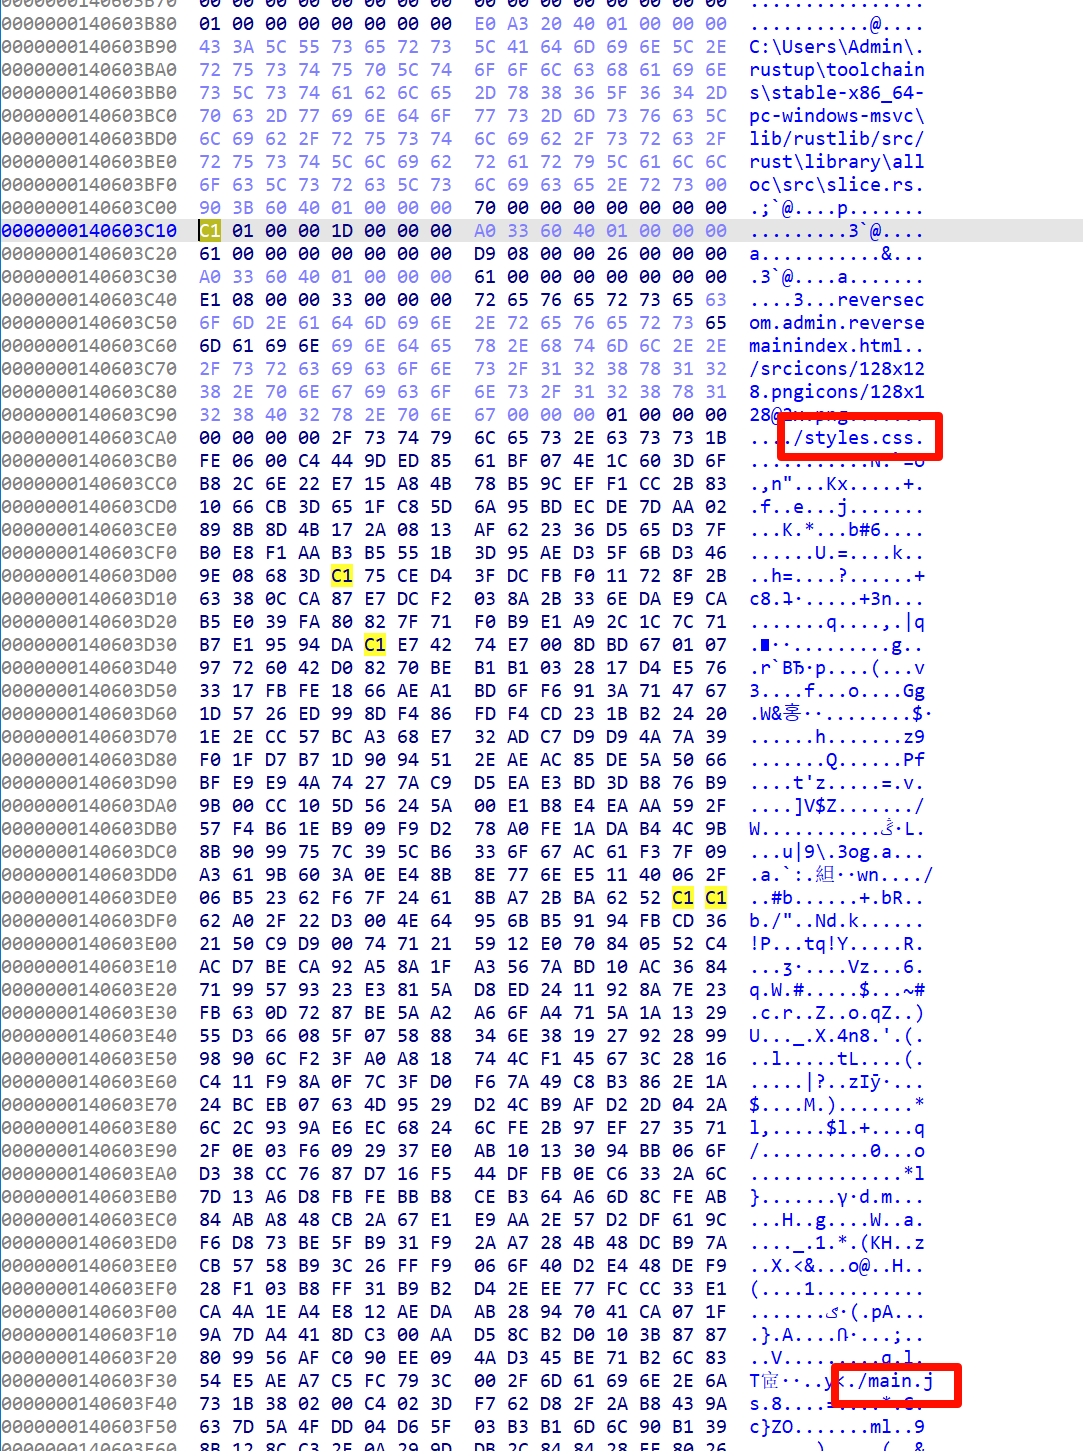 0000000140603B70 00 00 00 00 00 00 00 00 00 00 00 00 00 00 00 00 ................
0000000140603B80 01 00 00 00 00 00 00 00 E0 A3 20 40 01 00 00 00 ...........@....
0000000140603B90 43 3A 5C 55 73 65 72 73 5C 41 64 6D 69 6E 5C 2E C:\Users\Admin\.
0000000140603BA0 72 75 73 74 75 70 5C 74 6F 6F 6C 63 68 61 69 6E rustup\toolchain
0000000140603BB0 73 5C 73 74 61 62 6C 65 2D 78 38 36 5F 36 34 2D s\stable-x86_64-
0000000140603BC0 70 63 2D 77 69 6E 64 6F 77 73 2D 6D 73 76 63 5C pc-windows-msvc\
0000000140603BD0 6C 69 62 2F 72 75 73 74 6C 69 62 2F 73 72 63 2F lib/rustlib/src/
0000000140603BE0 72 75 73 74 5C 6C 69 62 72 61 72 79 5C 61 6C 6C rust\library\all
0000000140603BF0 6F 63 5C 73 72 63 5C 73 6C 69 63 65 2E 72 73 00 oc\src\slice.rs.
0000000140603C00 90 3B 60 40 01 00 00 00 70 00 00 00 00 00 00 00 .;`@....p.......
0000000140603C10 C1 01 00 00 1D 00 00 00 A0 33 60 40 01 00 00 00 .........3`@....
0000000140603C20 61 00 00 00 00 00 00 00 D9 08 00 00 26 00 00 00 a...........&...
0000000140603C30 A0 33 60 40 01 00 00 00 61 00 00 00 00 00 00 00 .3`@....a.......
0000000140603C40 E1 08 00 00 33 00 00 00 72 65 76 65 72 73 65 63 ....3...reversec
0000000140603C50 6F 6D 2E 61 64 6D 69 6E 2E 72 65 76 65 72 73 65 om.admin.reverse
0000000140603C60 6D 61 69 6E 69 6E 64 65 78 2E 68 74 6D 6C 2E 2E mainindex.html..
0000000140603C70 2F 73 72 63 69 63 6F 6E 73 2F 31 32 38 78 31 32 /srcicons/128x12
0000000140603C80 38 2E 70 6E 67 69 63 6F 6E 73 2F 31 32 38 78 31 8.pngicons/128x1
0000000140603C90 32 38 40 32 78 2E 70 6E 67 00 00 00 01 00 00 00 28@2x.png.......
0000000140603CA0 00 00 00 00 2F 73 74 79 6C 65 73 2E 63 73 73 1B ..../styles.css.
0000000140603CB0 FE 06 00 C4 44 9D ED 85 61 BF 07 4E 1C 60 3D 6F ...........N.`=o
0000000140603CC0 B8 2C 6E 22 E7 15 A8 4B 78 B5 9C EF F1 CC 2B 83 .,n"...Kx.....+.
0000000140603CD0 10 66 CB 3D 65 1F C8 5D 6A 95 BD EC DE 7D AA 02 .f..e...j.......
0000000140603CE0 89 8B 8D 4B 17 2A 08 13 AF 62 23 36 D5 65 D3 7F ...K.*...b#6....
0000000140603CF0 B0 E8 F1 AA B3 B5 55 1B 3D 95 AE D3 5F 6B D3 46 ......U.=....k..
0000000140603D00 9E 08 68 3D C1 75 CE D4 3F DC FB F0 11 72 8F 2B ..h=....?......+
0000000140603D10 63 38 0C CA 87 E7 DC F2 03 8A 2B 33 6E DA E9 CA
0000000140603D20 B5 E0 39 FA 80 82 7F 71 F0 B9 E1 A9 2C 1C 7C 71 .......q....,.|q
0000000140603D30 B7 E1 95 94 DA C1 E7 42 74 E7 00 8D BD 67 01 07
0000000140603D40 97 72 60 42 D0 82 70 BE B1 B1 03 28 17 D4 E5 76 .r`BЂ·p....(...v
0000000140603D50 33 17 FB FE 18 66 AE A1 BD 6F F6 91 3A 71 47 67 3....f...o....Gg
0000000140603D60 1D 57 26 ED 99 8D F4 86 FD F4 CD 23 1B B2 24 20 .W&홍··........$·
0000000140603D70 1E 2E CC 57 BC A3 68 E7 32 AD C7 D9 D9 4A 7A 39 ......h.......z9
0000000140603D80 F0 1F D7 B7 1D 90 94 51 2E AE AC 85 DE 5A 50 66 .......Q......Pf
0000000140603D90 BF E9 E9 4A 74 27 7A C9 D5 EA E3 BD 3D B8 76 B9 ....t'z.....=.v.
0000000140603DA0 9B 00 CC 10 5D 56 24 5A 00 E1 B8 E4 EA AA 59 2F ....]V$Z......./
0000000140603DB0 57 F4 B6 1E B9 09 F9 D2 78 A0 FE 1A DA B4 4C 9B
0000000140603DC0 8B 90 99 75 7C 39 5C B6 33 6F 67 AC 61 F3 7F 09 ...u|9\.3og.a...
0000000140603DD0 A3 61 9B 60 3A 0E E4 8B 8E 77 6E E5 11 40 06 2F
0000000140603DE0 06 B5 23 62 F6 7F 24 61 8B A7 2B BA 62 52 C1 C1 ..#b......+.bR..
0000000140603DF0 62 A0 2F 22 D3 00 4E 64 95 6B B5 91 94 FB CD 36 b./"..Nd.k......
0000000140603E00 21 50 C9 D9 00 74 71 21 59 12 E0 70 84 05 52 C4 !P...tq!Y.....R.
0000000140603E10 AC D7 BE CA 92 A5 8A 1F A3 56 7A BD 10 AC 36 84 ...ʒ·....Vz...6.
0000000140603E20 71 99 57 93 23 E3 81 5A D8 ED 24 11 92 8A 7E 23 q.W.#.....$...~#
0000000140603E30 FB 63 0D 72 87 BE 5A A2 A6 6F A4 71 5A 1A 13 29 .c.r..Z..o.qZ..)
0000000140603E40 55 D3 66 08 5F 07 58 88 34 6E 38 19 27 92 28 99 U..._.X.4n8.'.(.
0000000140603E50 98 90 6C F2 3F A0 A8 18 74 4C F1 45 67 3C 28 16 ..l.....tL....(.
0000000140603E60 C4 11 F9 8A 0F 7C 3F D0 F6 7A 49 C8 B3 86 2E 1A .....|?..zIȳ·...
0000000140603E70 24 BC EB 07 63 4D 95 29 D2 4C B9 AF D2 2D 04 2A $....M.).......*
0000000140603E80 6C 2C 93 9A E6 EC 68 24 6C FE 2B 97 EF 27 35 71 l,.....$l.+....q
0000000140603E90 2F 0E 03 F6 09 29 37 E0 AB 10 13 30 94 BB 06 6F /..........0...o
0000000140603EA0 D3 38 CC 76 87 D7 16 F5 44 DF FB 0E C6 33 2A 6C ..............*l
0000000140603EB0 7D 13 A6 D8 FB FE BB B8 CE B3 64 A6 6D 8C FE AB }.......γ·d.m...
0000000140603EC0 84 AB A8 48 CB 2A 67 E1 E9 AA 2E 57 D2 DF 61 9C ...H..g....W..a.
0000000140603ED0 F6 D8 73 BE 5F B9 31 F9 2A A7 28 4B 48 DC B9 7A ...._.1.*.(KH..z
0000000140603EE0 CB 57 58 B9 3C 26 FF F9 06 6F 40 D2 E4 48 DE F9 ..X.<&...o@..H..
0000000140603EF0 28 F1 03 B8 FF 31 B9 B2 D4 2E EE 77 FC CC 33 E1 (....1..........
0000000140603F00 CA 4A 1E A4 E8 12 AE DA AB 28 94 70 41 CA 07 1F
0000000140603F10 9A 7D A4 41 8D C3 00 AA D5 8C B2 D0 10 3B 87 87
0000000140603F20 80 99 56 AF C0 90 EE 09 4A D3 45 BE 71 B2 6C 83 ..V.........q.l.
0000000140603F30 54 E5 AE A7 C5 FC 79 3C 00 2F 6D 61 69 6E 2E 6A T宧··..y<./main.j
0000000140603F40 73 1B 38 02 00 C4 02 3D F7 62 D8 2F 2A B8 43 9A s.8....=....*.C.
0000000140603F50 63 7D 5A 4F DD 04 D6 5F 03 B3 B1 6D 6C 90 B1 39 c}ZO.......ml..9